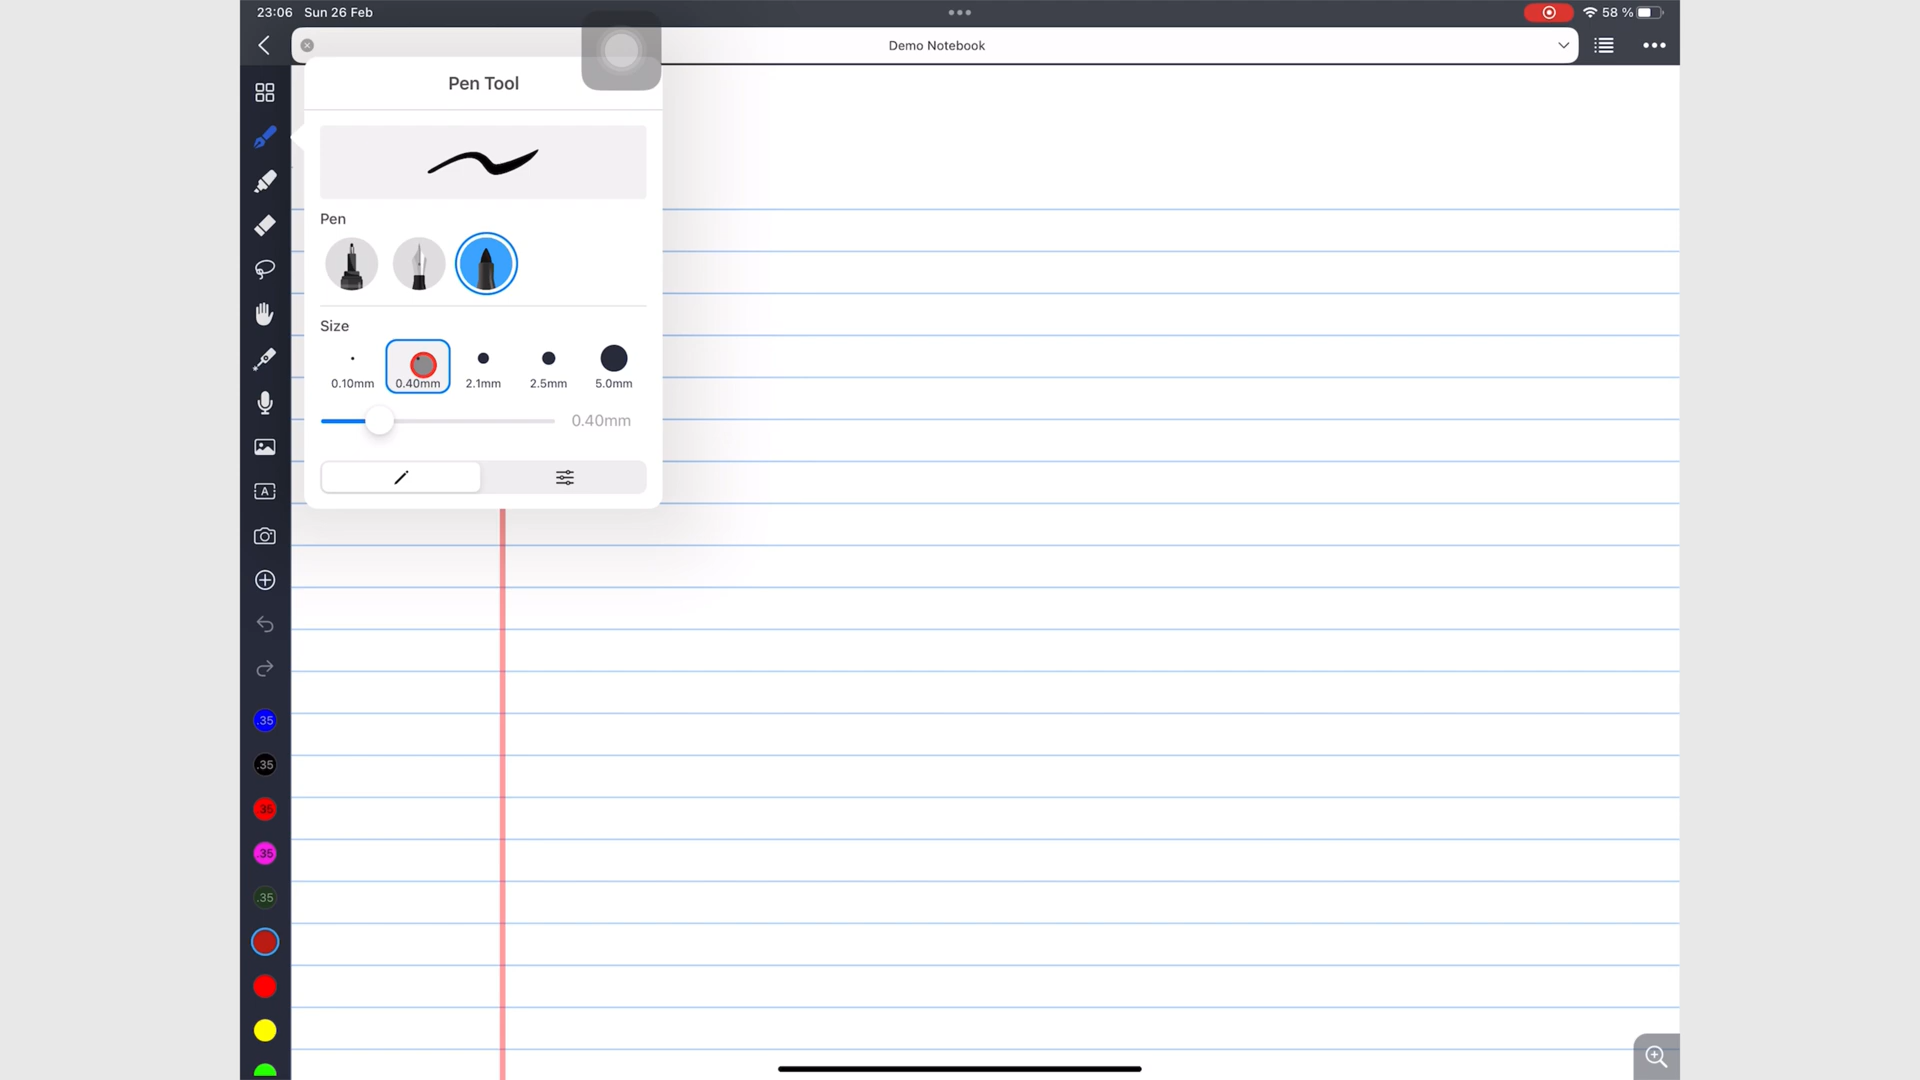 23:06 Sun 26 Feb
58 %
Demo Notebook
Pen Tool
Pen
Size
0.10mm 0.40mm 2.1mm 2.5mm 5.0mm
0.40mm
A
.35
.35
.35
.35
.35